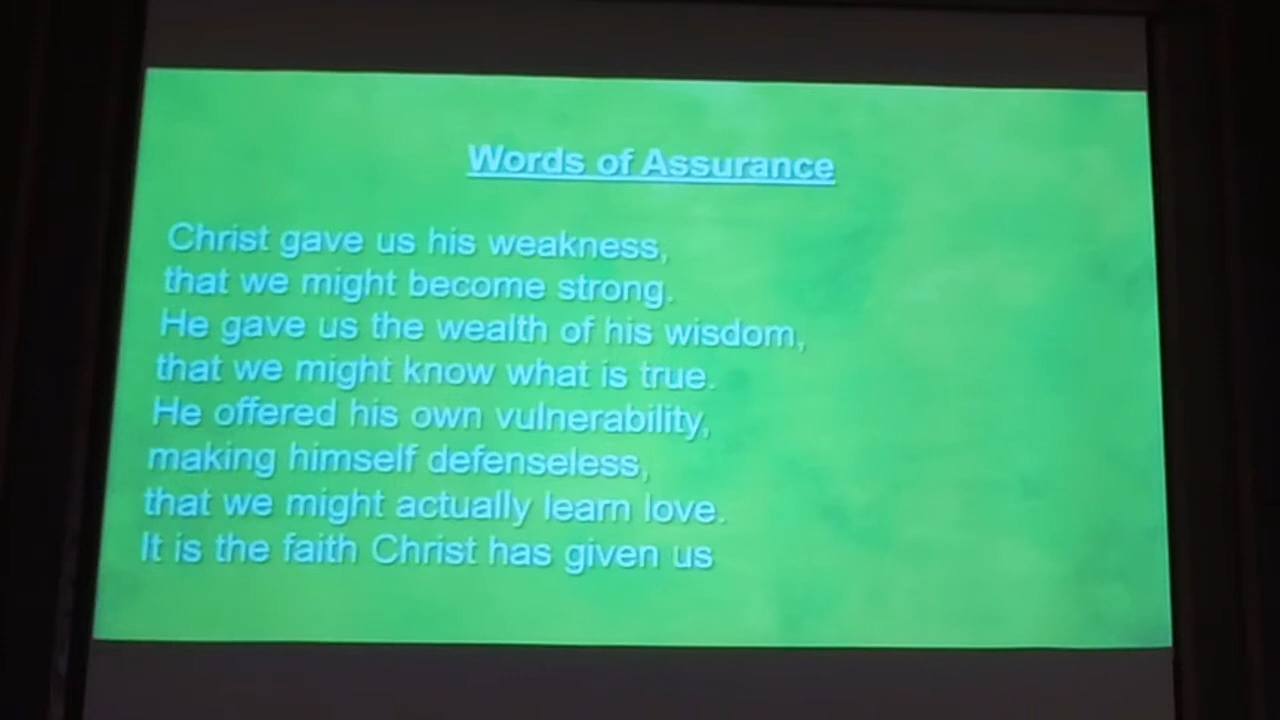 Words of Assurance
Christ gave us his weakness,
that we might become strong.
He gave us the wealth of his wisdom,
that we might know what is true.
He offered his own vulnerability,
making himself defenseless,
that we might actually learn love.
It is the faith Christ has given us